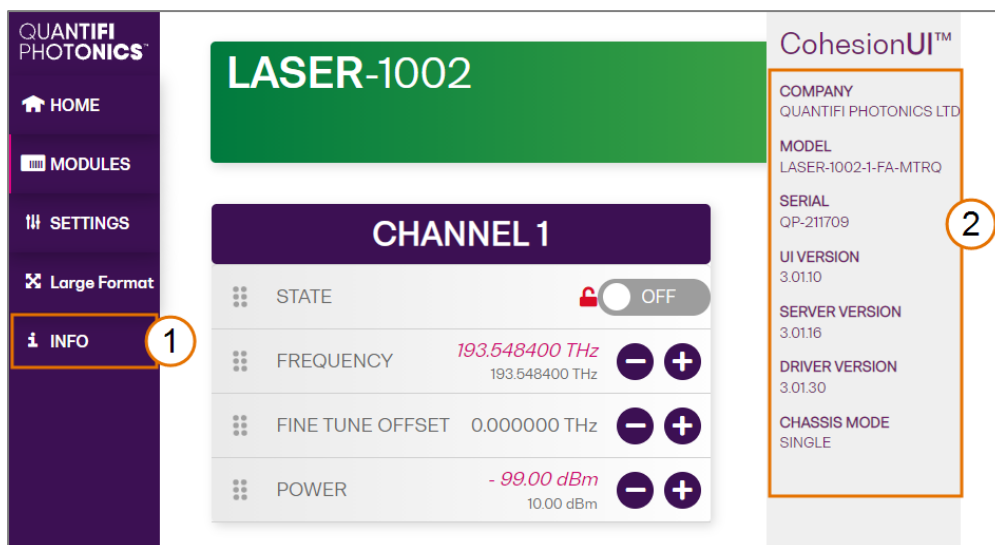 QUANTIFI
PHOTONICS™
HOME
MODULES
SETTINGS
Large Format
INFO
1
LASER-1002
CHANNEL 1
STATE
OFF
FREQUENCY
193.548400 THz
193.548400 THz
FINE TUNE OFFSET
0.000000 THz
POWER
- 99.00 dBm
10.00 dBm
CohesionUI™
COMPANY
QUANTIFI PHOTONICS LTD
MODEL
LASER-1002-1-FA-MTRQ
SERIAL
QP-211709
UI VERSION
3.01.10
SERVER VERSION
3.01.16
DRIVER VERSION
3.01.30
CHASSIS MODE
SINGLE
2